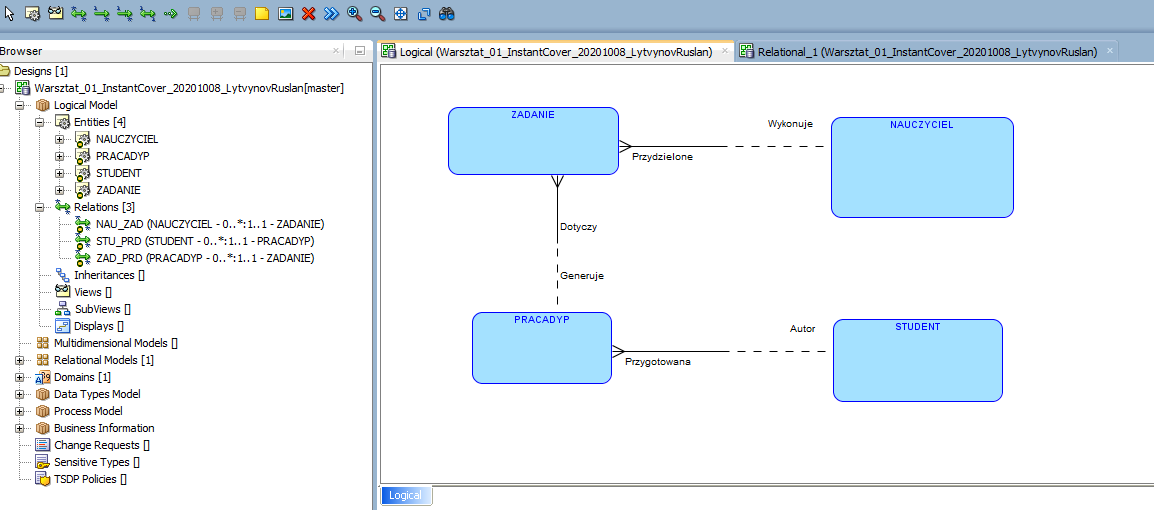 Browser
Designs [1]
Warsztat_01_InstantCover_20201008_LytvynovRuslan[master]
Logical Model
Entities [4]
NAUCZYCIEL
PRACADYP
STUDENT
ZADANIE
Relations [3]
NAU_ZAD (NAUCZYCIEL - 0..*:1..1 - ZADANIE)
STU_PRD (STUDENT - 0..*:1..1 - PRACADYP)
ZAD_PRD (PRACADYP - 0..*:1..1 - ZADANIE)
Inheritances []
Views []
SubViews []
Displays []
Multidimensional Models []
Relational Models [1]
Domains [1]
Data Types Model
Process Model
Business Information
Change Requests []
Sensitive Types []
TSDP Policies []
Logical (Warsztat_01_InstantCover_20201008_LytvynovRuslan)
Relational_1 (Warsztat_01_InstantCover_20201008_LytvynovRuslan)
ZADANIE
Wykonuje
NAUCZYCIEL
Przydzielone
Dotyczy
Generuje
PRACADYP
Autor
STUDENT
Przygotowana
Logical